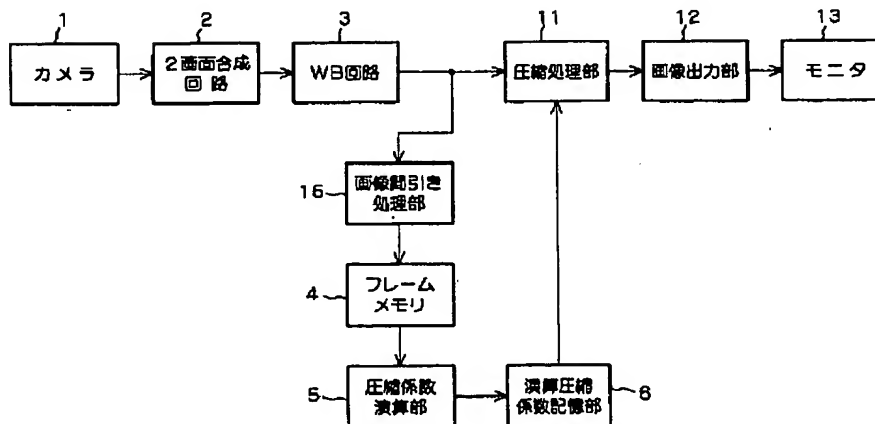 1
2
3
11
12
13
カメラ
2画面合成
回路
WB回路
圧縮処理部
画像出力部
モニタ
16
画像間引き
処理部
4
フレーム
メモリ
5
圧縮係数
演算部
演算圧縮
係数記憶部
6